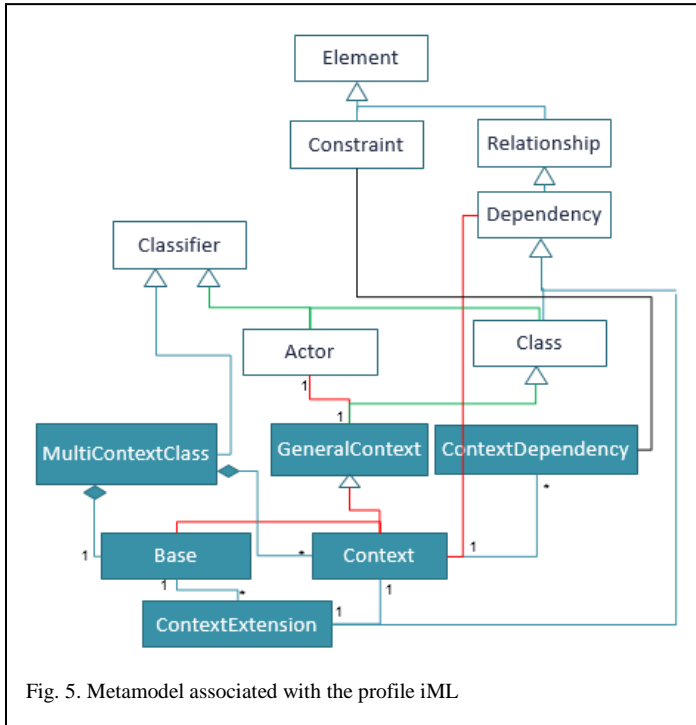 Element
Constraint
Relationship
Dependency
Classifier
Actor
Class
1
1
MultiContextClass
GeneralContext
ContextDependency
*
1
Base
*
Context
1
1
*
1
ContextExtension
1
Fig. 5. Metamodel associated with the profile iML